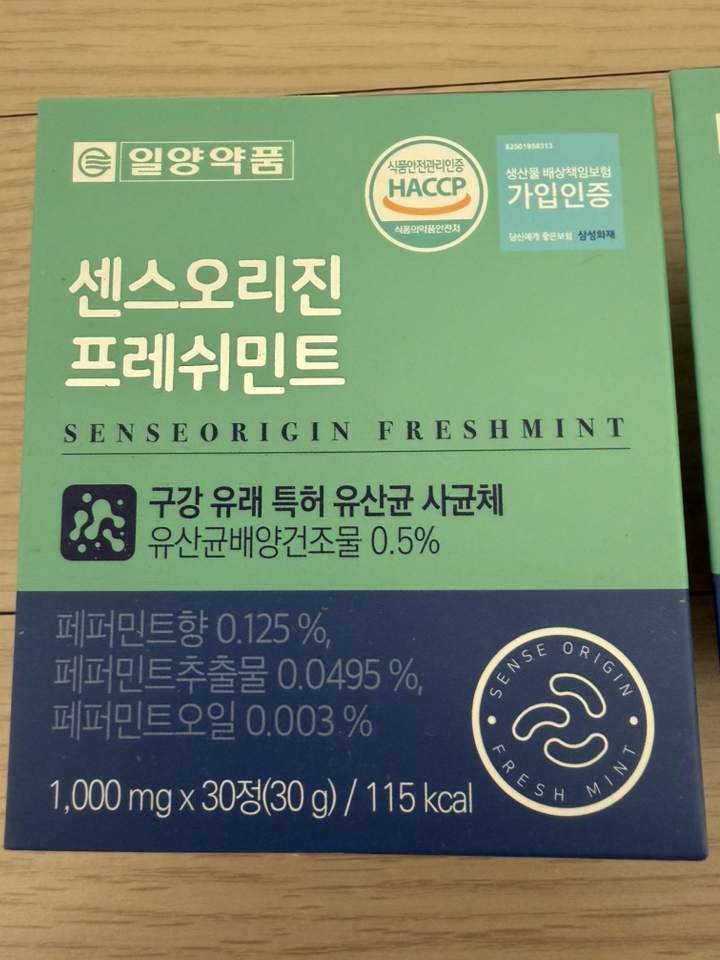 일양약품
식품안전관리인증
HACCP
식품의약품안전처
8250195R313
생산물 배상책임보험
가입인증
당신에게 좋은보험 삼성화재
센스오리진
프레쉬민트
SENSEORIGIN FRESHMINT
구강 유래 특허 유산균 사균체
유산균배양건조물 0.5%
페퍼민트향 0.125 %,
페퍼민트추출물 0.0495 %,
페퍼민트오일 0.003 %
SENSE ORIGIN
FRESH MINT
1,000 mg x 30정(30 g) / 115 kcal